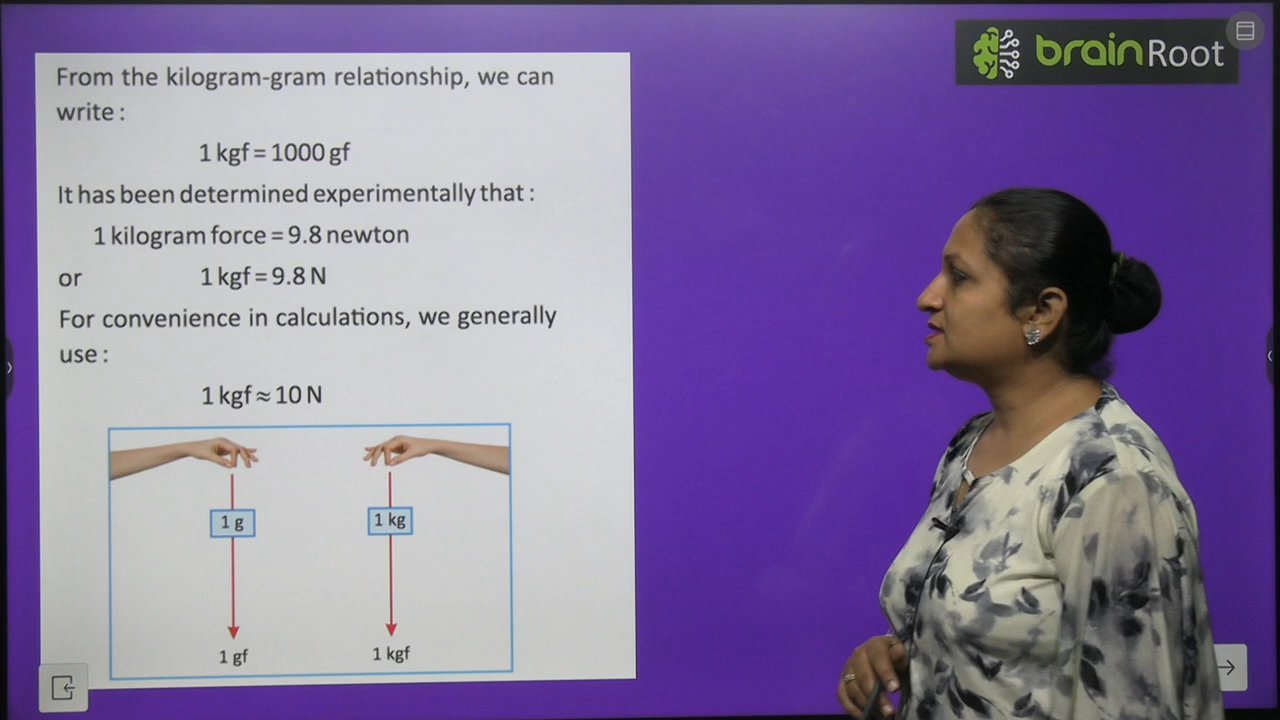 brainRoot
From the kilogram-gram relationship, we can
write :
1 kgf = 1000 gf
It has been determined experimentally that :
1 kilogram force = 9.8 newton
or 1 kgf = 9.8 N
For convenience in calculations, we generally
use :
1 kgf ≈ 10 N
1 g 1 kg
1 gf 1 kgf